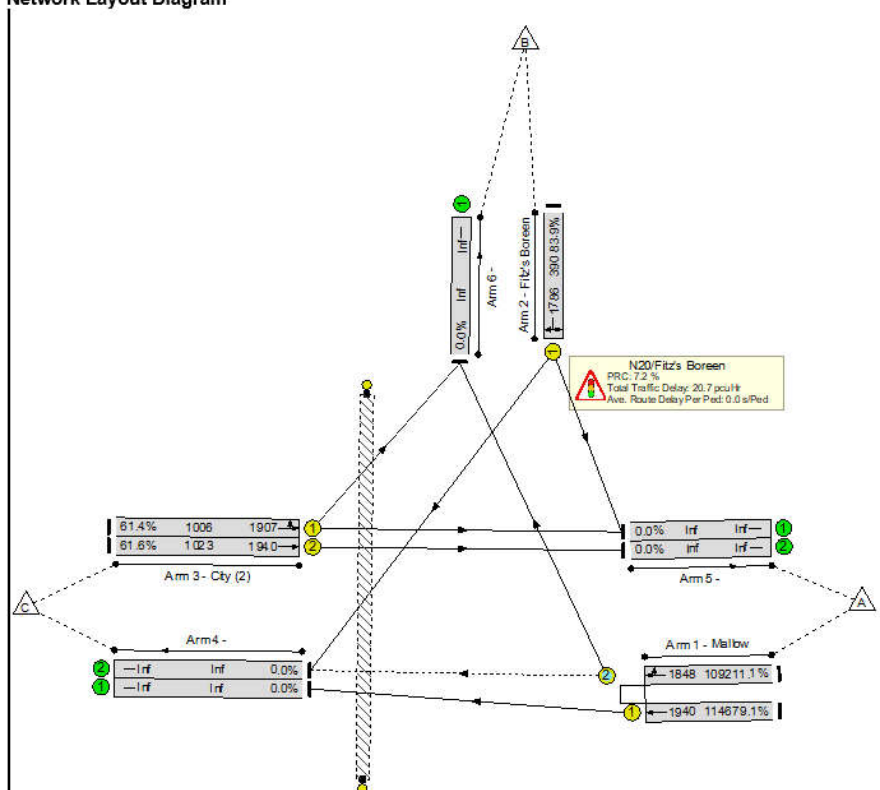 Network Layout Diagram
B
1
Arm 6 -
0.0% Inf Inf
Arm 2 - Fitz's Boreen
1786 390 83.9%
1
N20/Fitz's Boreen
PRC: 7.2 %
Total Traffic Delay: 20.7 pcuHr
Ave. Route Delay Per Ped: 0.0 s/Ped
61.4% 1006 1907 1
61.6% 1023 1940 2
Arm 3 - City (2)
0.0% Inf Inf 1
0.0% Inf Inf 2
Arm 5 -
C
A
Arm 4 -
2 Inf Inf 0.0%
1 Inf Inf 0.0%
Arm 1 - Mallow
2 1848 109211.1%
1 1940 114679.1%